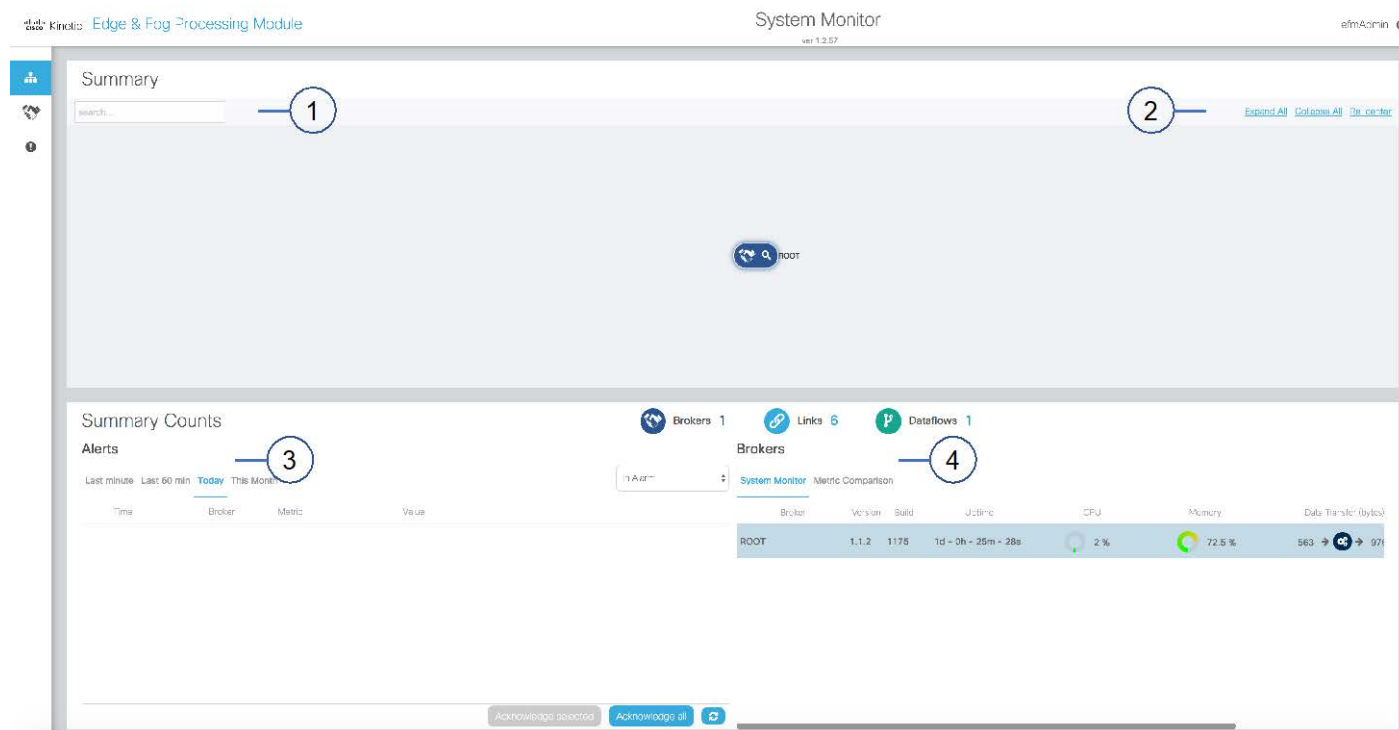 cisco Kinetic Edge & Fog Processing Module
System Monitor
efmAdmin
ver 1.2.57
Summary
search...
1
2
Expand All Collapse All Re-center
ROOT
Summary Counts
Brokers 1
Links 6
Dataflows 1
Alerts
3
Last minute Last 60 min Today This Month
In Alarm
Brokers
4
System Monitor Metric Comparison
Time Broker Metric Value
Broker Version Build Uptime CPU Memory Data Transfer (bytes)
ROOT 1.1.2 1175 1d - 0h - 25m - 28s 2 % 72.5 % 563
Acknowledge selected Acknowledge all